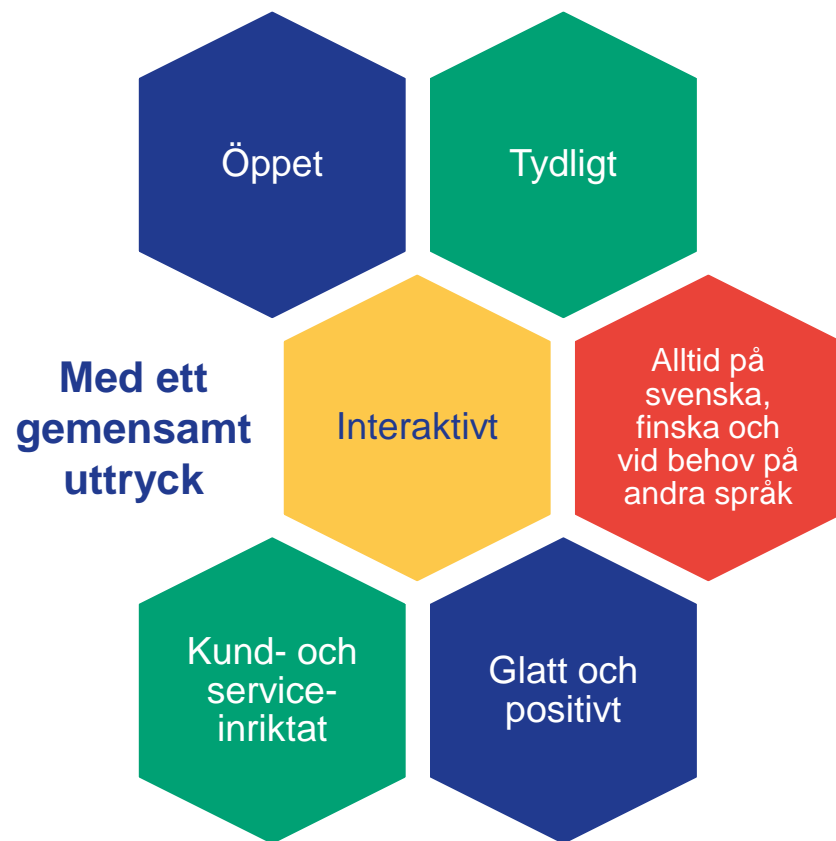 Öppet
Tydligt
Med ett
gemensamt
uttryck
Interaktivt
Alltid på
svenska,
finska och
vid behov på
andra språk
Kund- och
service-
inriktat
Glatt och
positivt